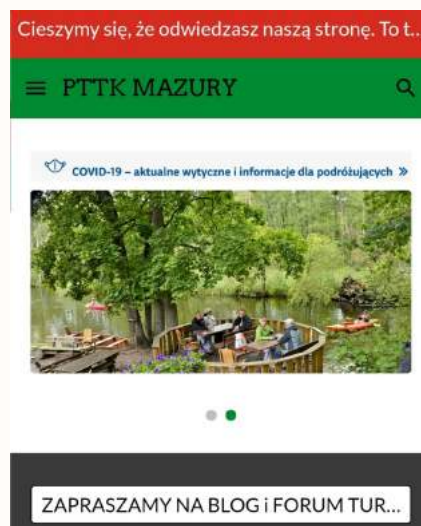 Cieszymy się, że odwiedzasz naszą stronę. To t...
PTTK MAZURY
COVID-19 – aktualne wytyczne i informacje dla podróżujących »
ZAPRASZAMY NA BLOG i FORUM TUR...